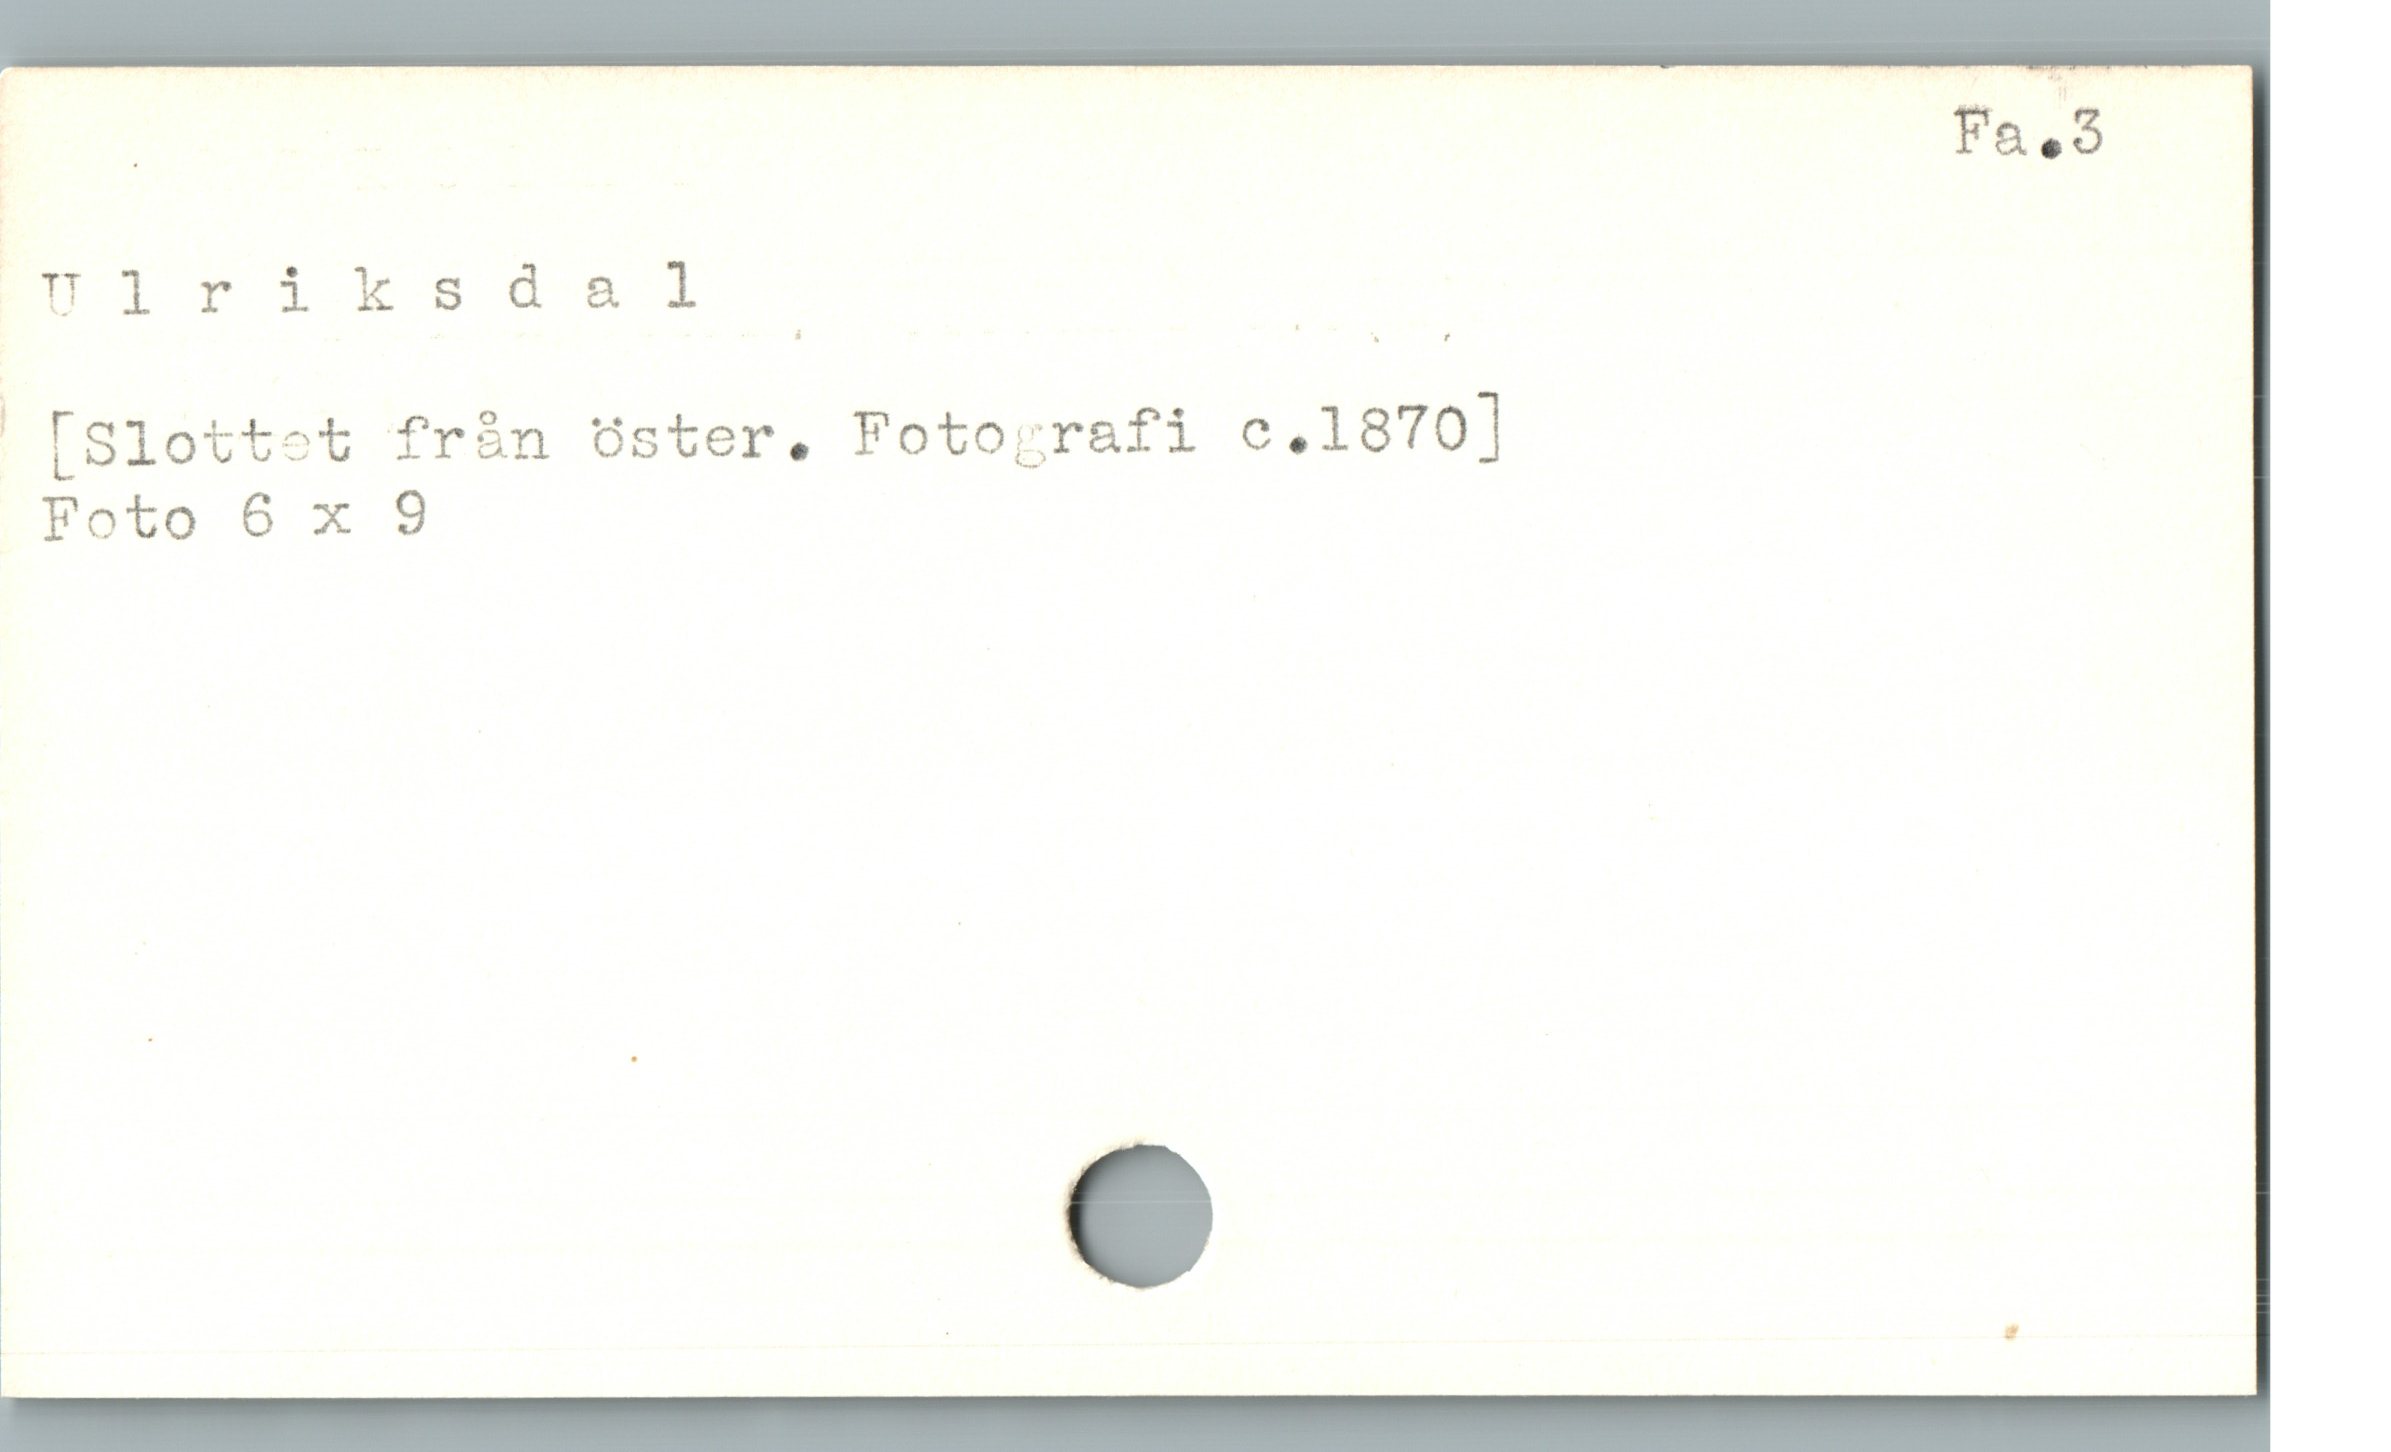 Fa.3
U l r i k s d a l
[Slottet från öster. Fotografi c.1870]
Foto 6 x 9